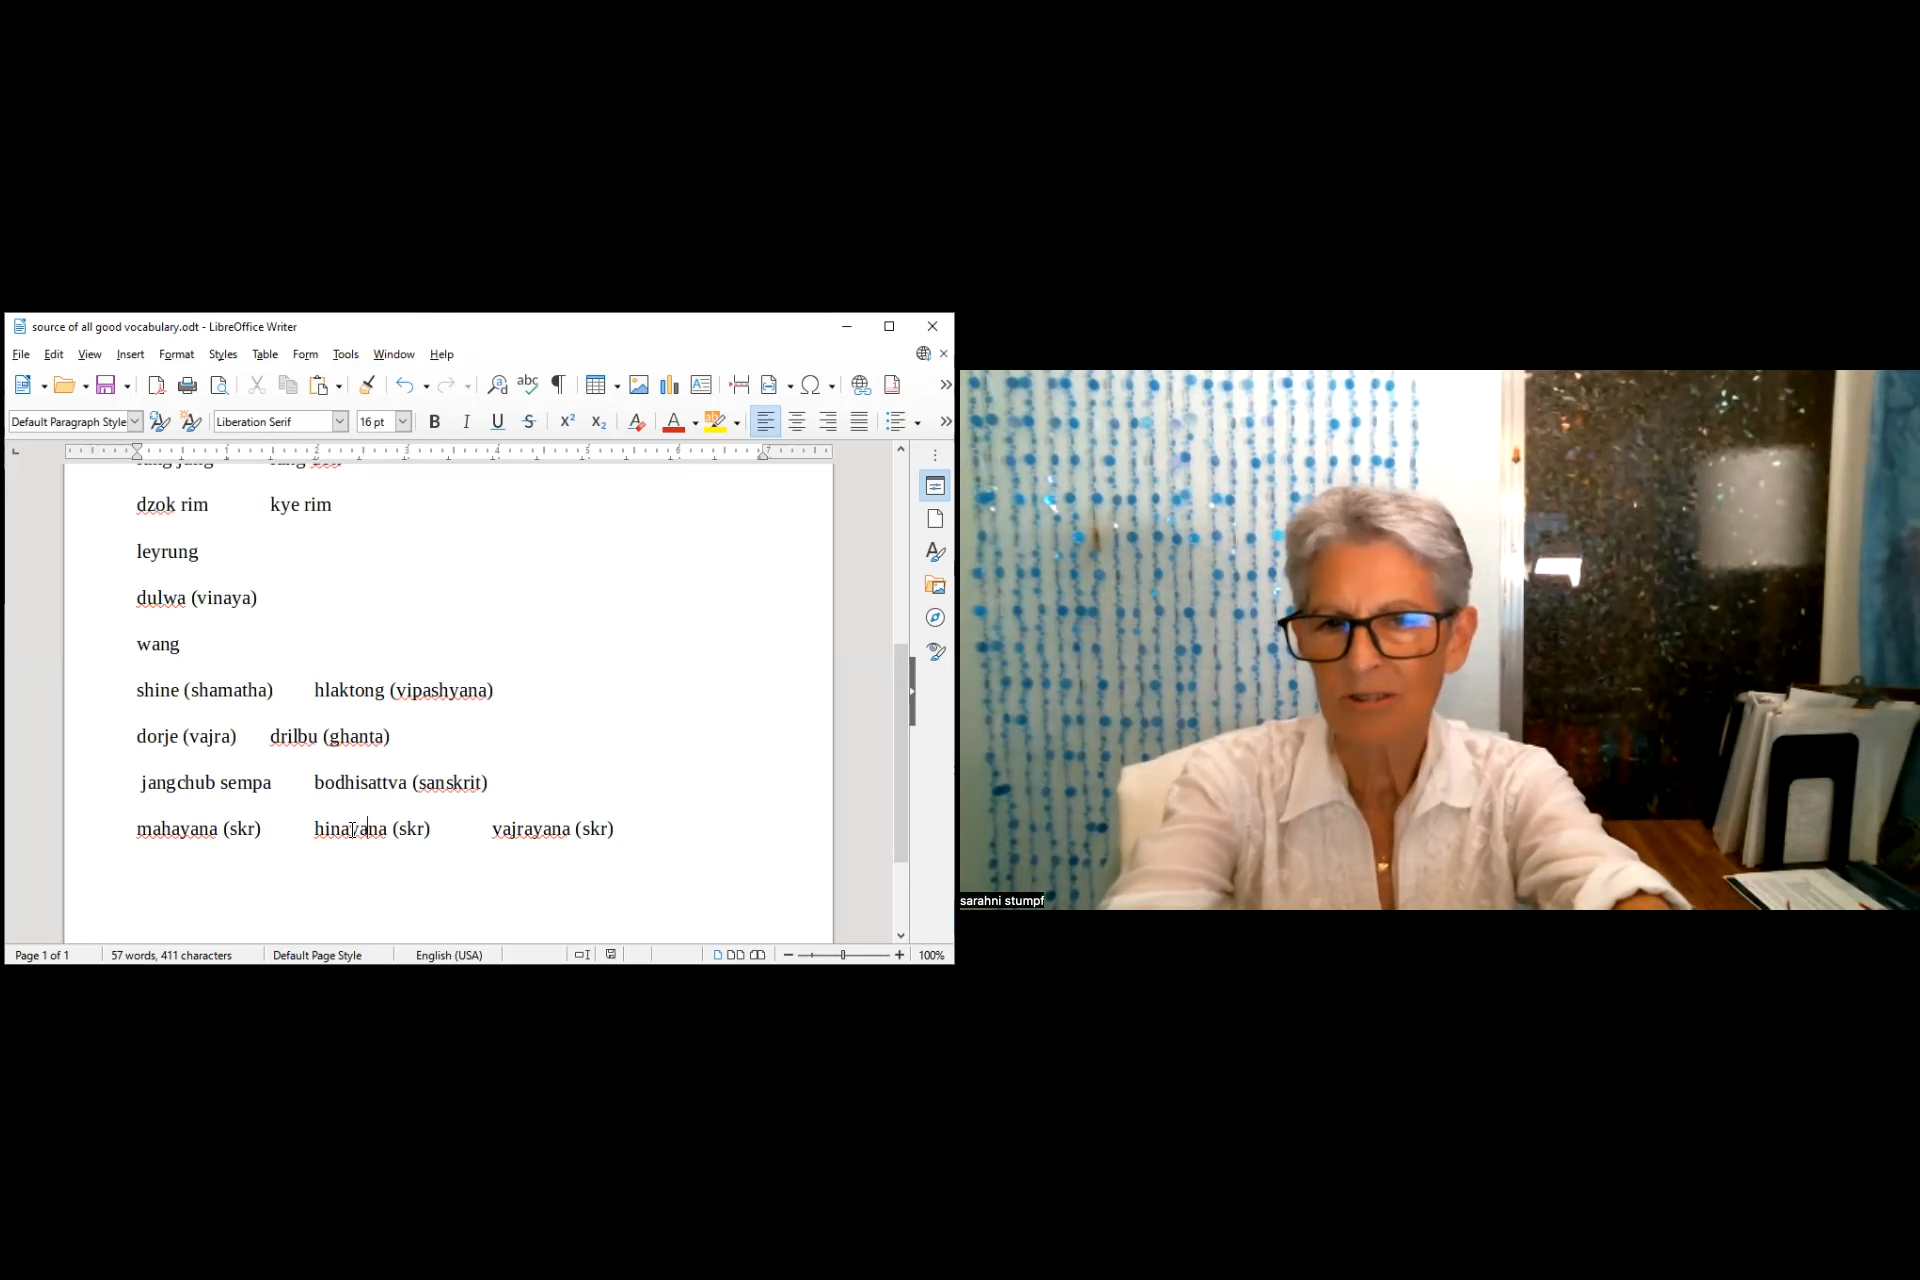 source of all good vocabulary.odt - LibreOffice Writer
File Edit View Insert Format Styles Table Form Tools Window Help
Default Paragraph Style Liberation Serif 16 pt
dzok rim kye rim
leyrung
dulwa (vinaya)
wang
shine (shamatha) hlaktong (vipashyana)
dorje (vajra) drilbu (ghanta)
jangchub sempa bodhisattva (sanskrit)
mahayana (skr) hinayana (skr) vajrayana (skr)
Page 1 of 1 57 words, 411 characters Default Page Style English (USA) 100%
sarahni stumpf